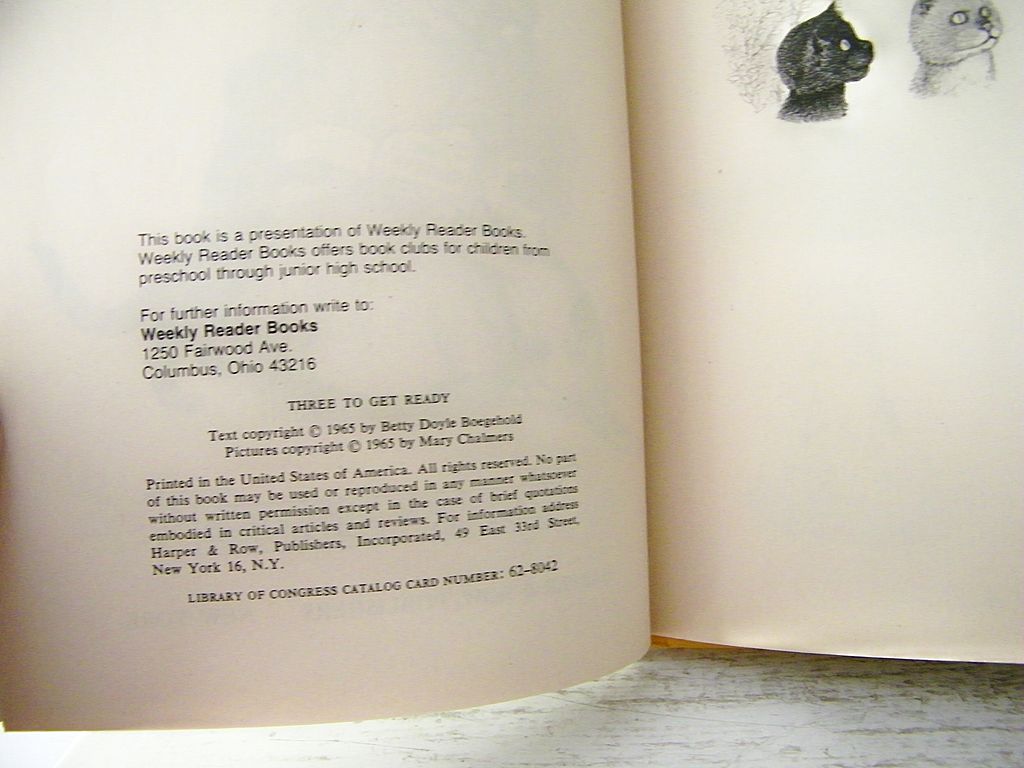 This book is a presentation of Weekly Reader Books.
Weekly Reader Books offers book clubs for children from
preschool through junior high school.
For further information write to:
Weekly Reader Books
1250 Fairwood Ave.
Columbus, Ohio 43216
THREE TO GET READY
Text copyright © 1965 by Betty Doyle Boegehold
Pictures copyright © 1965 by Mary Chalmers
Printed in the United States of America. All rights reserved. No part
of this book may be used or reproduced in any manner whatsoever
without written permission except in the case of brief quotations
embodied in critical articles and reviews. For information address
Harper & Row, Publishers, Incorporated, 49 East 33rd Street,
New York 16, N.Y.
LIBRARY OF CONGRESS CATALOG CARD NUMBER: 62-8042